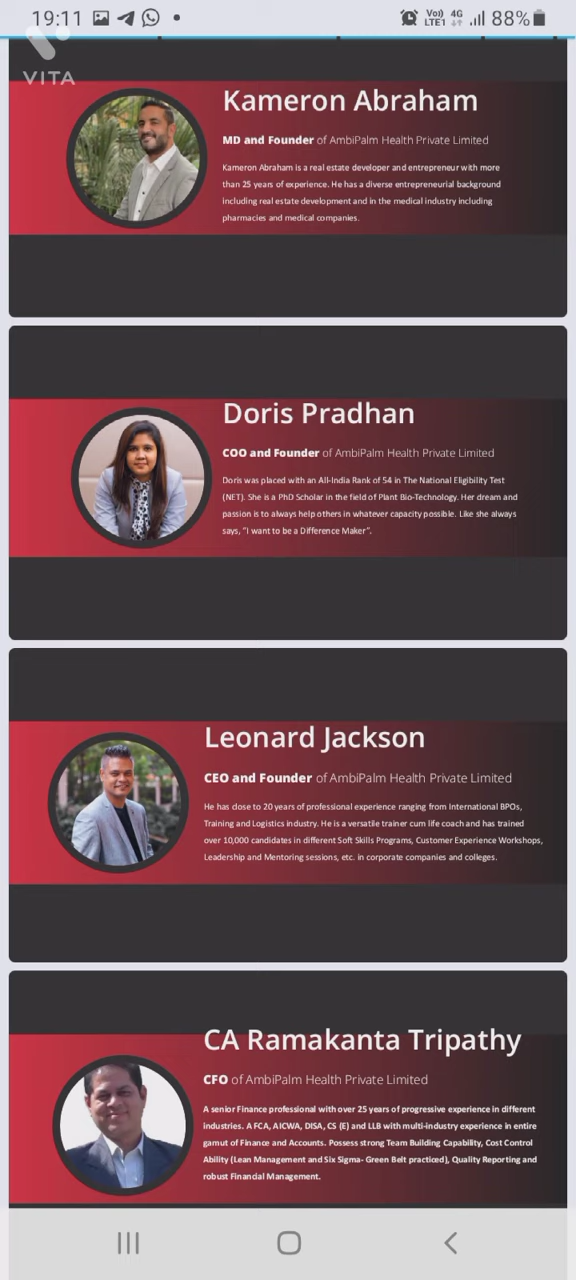 19:11
Vo)) 4G 88%
LTE1
VITA
Kameron Abraham
MD and Founder of AmbiPalm Health Private Limited
Kameron Abraham is a real estate developer and entrepreneur with more
than 25 years of experience. He has a diverse entrepreneurial background
including real estate development and in the medical industry including
pharmacies and medical companies.
Doris Pradhan
COO and Founder of AmbiPalm Health Private Limited
Doris was placed with an All-India Rank of 54 in The National Eligibility Test
(NET). She is a PhD Scholar in the field of Plant Bio-Technology. Her dream and
passion is to always help others in whatever capacity possible. Like she always
says, "I want to be a Difference Maker".
Leonard Jackson
CEO and Founder of AmbiPalm Health Private Limited
He has close to 20 years of professional experience ranging from International BPOs,
Training and Logistics industry. He is a versatile trainer cum life coach and has trained
over 10,000 candidates in different Soft Skills Programs, Customer Experience Workshops,
Leadership and Mentoring sessions, etc. in corporate companies and colleges.
CA Ramakanta Tripathy
CFO of AmbiPalm Health Private Limited
A senior Finance professional with over 25 years of progressive experience in different
industries. A FCA, AICWA, DISA, CS (E) and LLB with multi-industry experience in entire
gamut of Finance and Accounts. Possess strong Team Building Capability, Cost Control
Ability (Lean Management and Six Sigma- Green Belt practiced), Quality Reporting and
robust Financial Management.